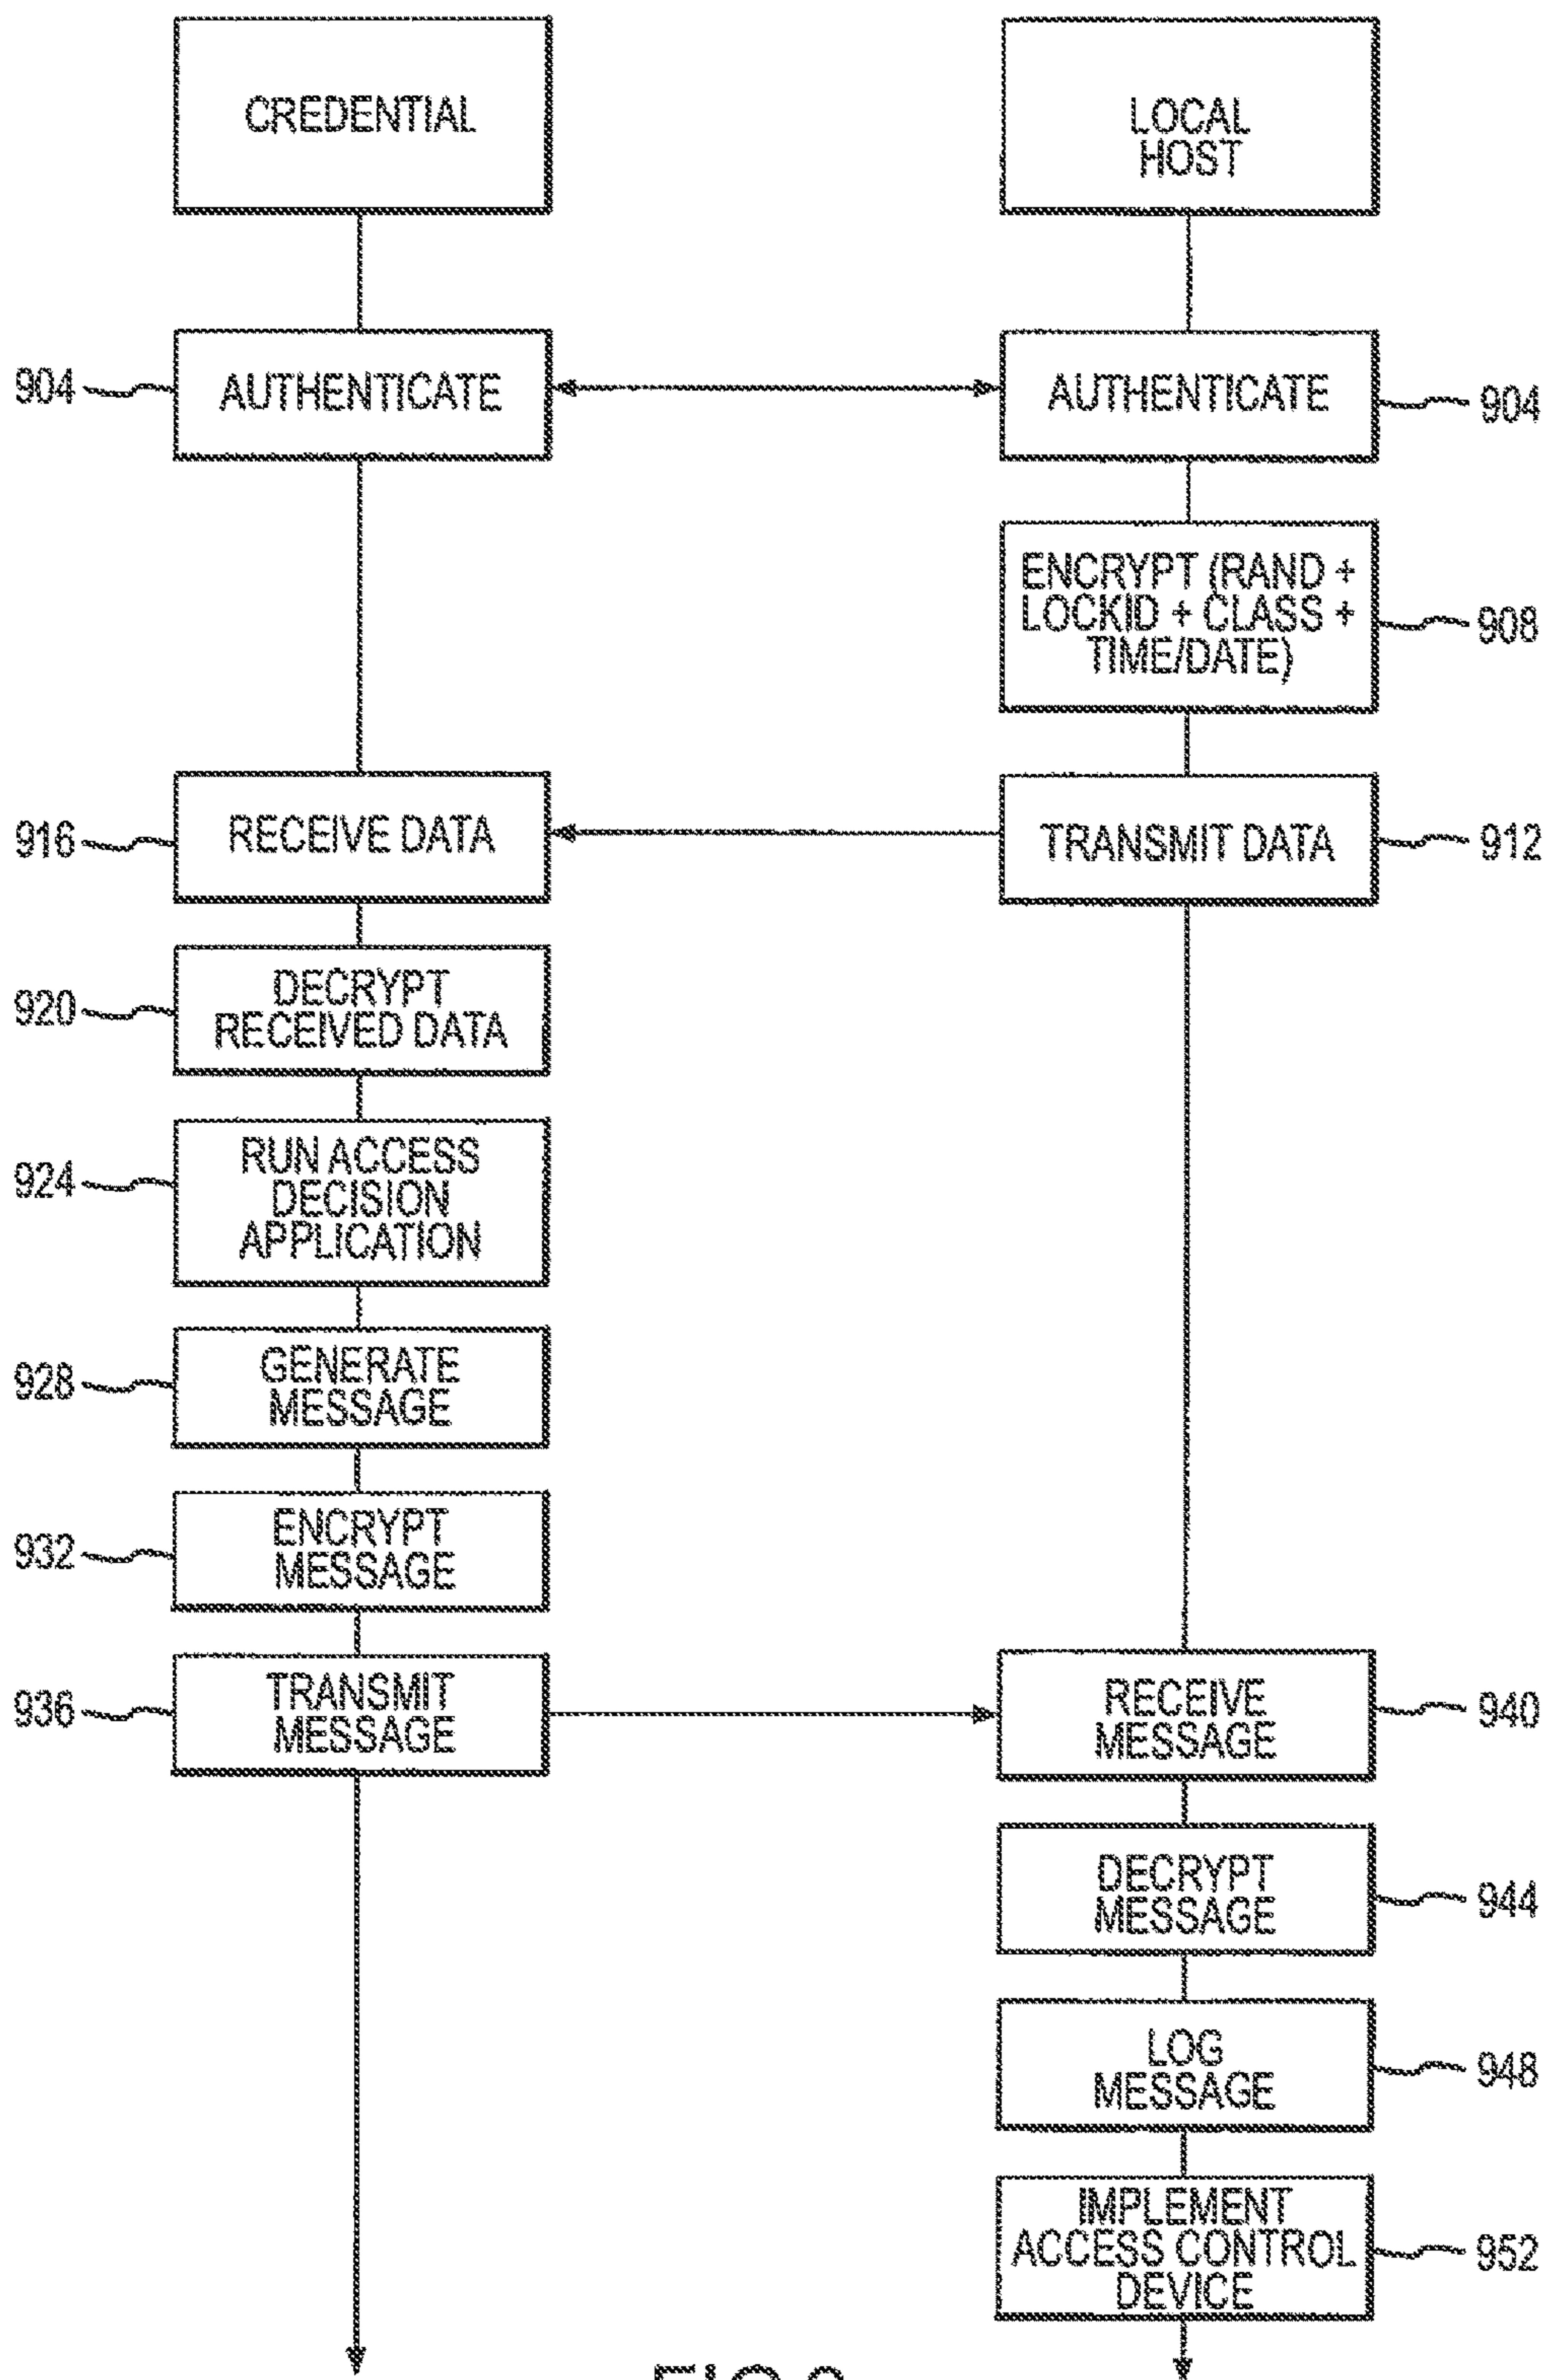 CREDENTIAL
LOCAL
HOST
904
AUTHENTICATE
AUTHENTICATE
904
ENCRYPT (RAND +
LOCKID + CLASS +
TIME/DATE)
908
916
RECEIVE DATA
TRANSMIT DATA
912
920
DECRYPT
RECEIVED DATA
924
RUN ACCESS
DECISION
APPLICATION
928
GENERATE
MESSAGE
932
ENCRYPT
MESSAGE
936
TRANSMIT
MESSAGE
RECEIVE
MESSAGE
940
DECRYPT
MESSAGE
944
LOG
MESSAGE
948
IMPLEMENT
ACCESS CONTROL
DEVICE
952